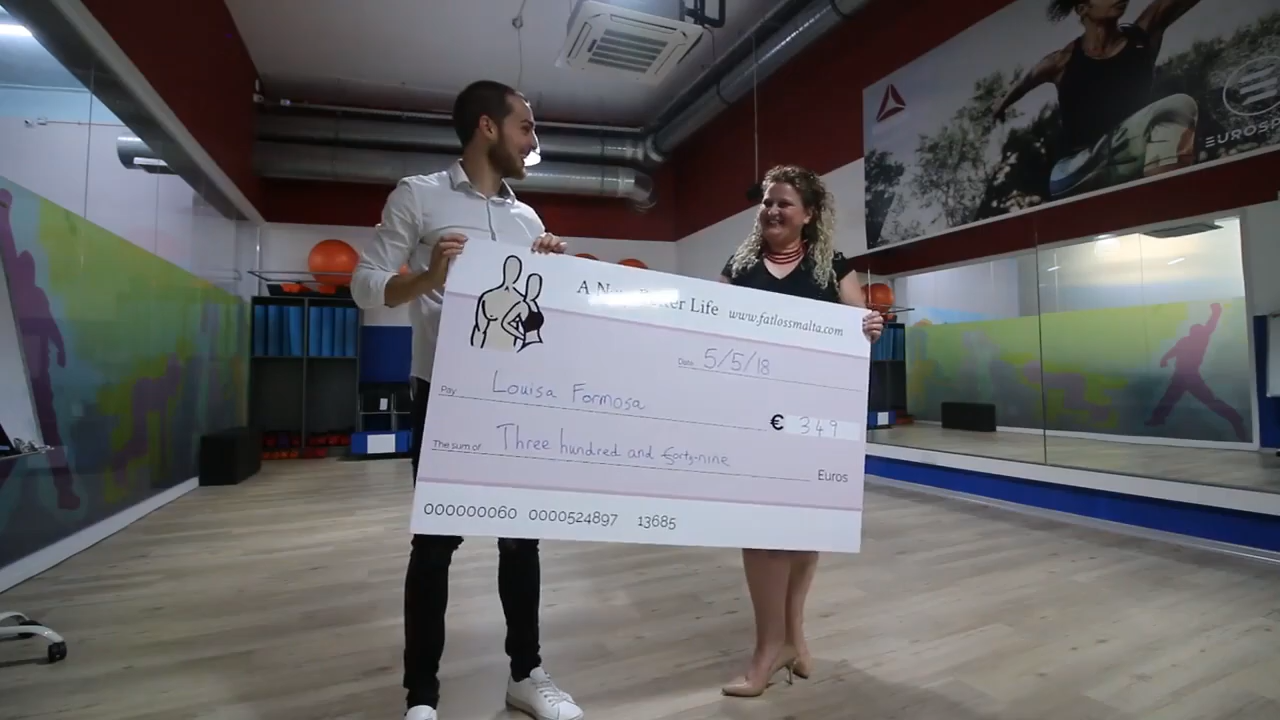 EUROSP
A New Better Life www.fatlossmalta.com
Date 5/5/18
Pay Louisa Formosa
€ 349
The sum of Three hundred and forty-nine Euros
000000060 0000524897 13685